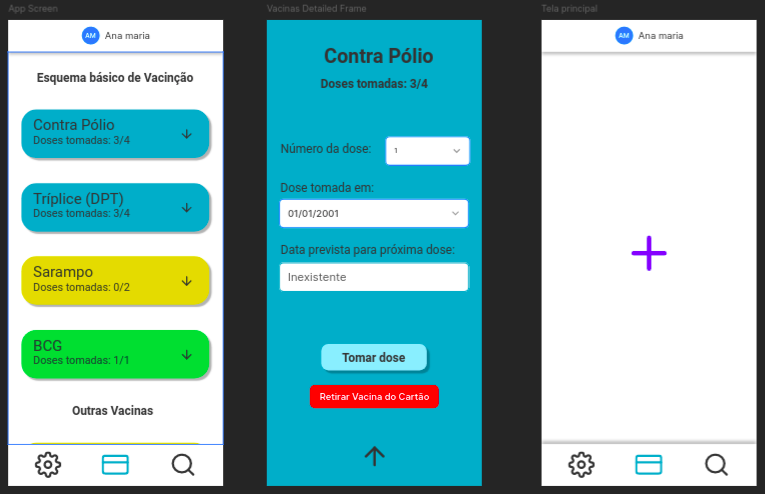 App Screen
AM Ana maria
Esquema básico de Vacinção
Contra Pólio
Doses tomadas: 3/4
Tríplice (DPT)
Doses tomadas: 3/4
Sarampo
Doses tomadas: 0/2
BCG
Doses tomadas: 1/1
Outras Vacinas
Vacinas Detailed Frame
Contra Pólio
Doses tomadas: 3/4
Número da dose: 1
Dose tomada em:
01/01/2001
Data prevista para próxima dose:
Inexistente
Tomar dose
Retirar Vacina do Cartão
Tela principal
AM Ana maria